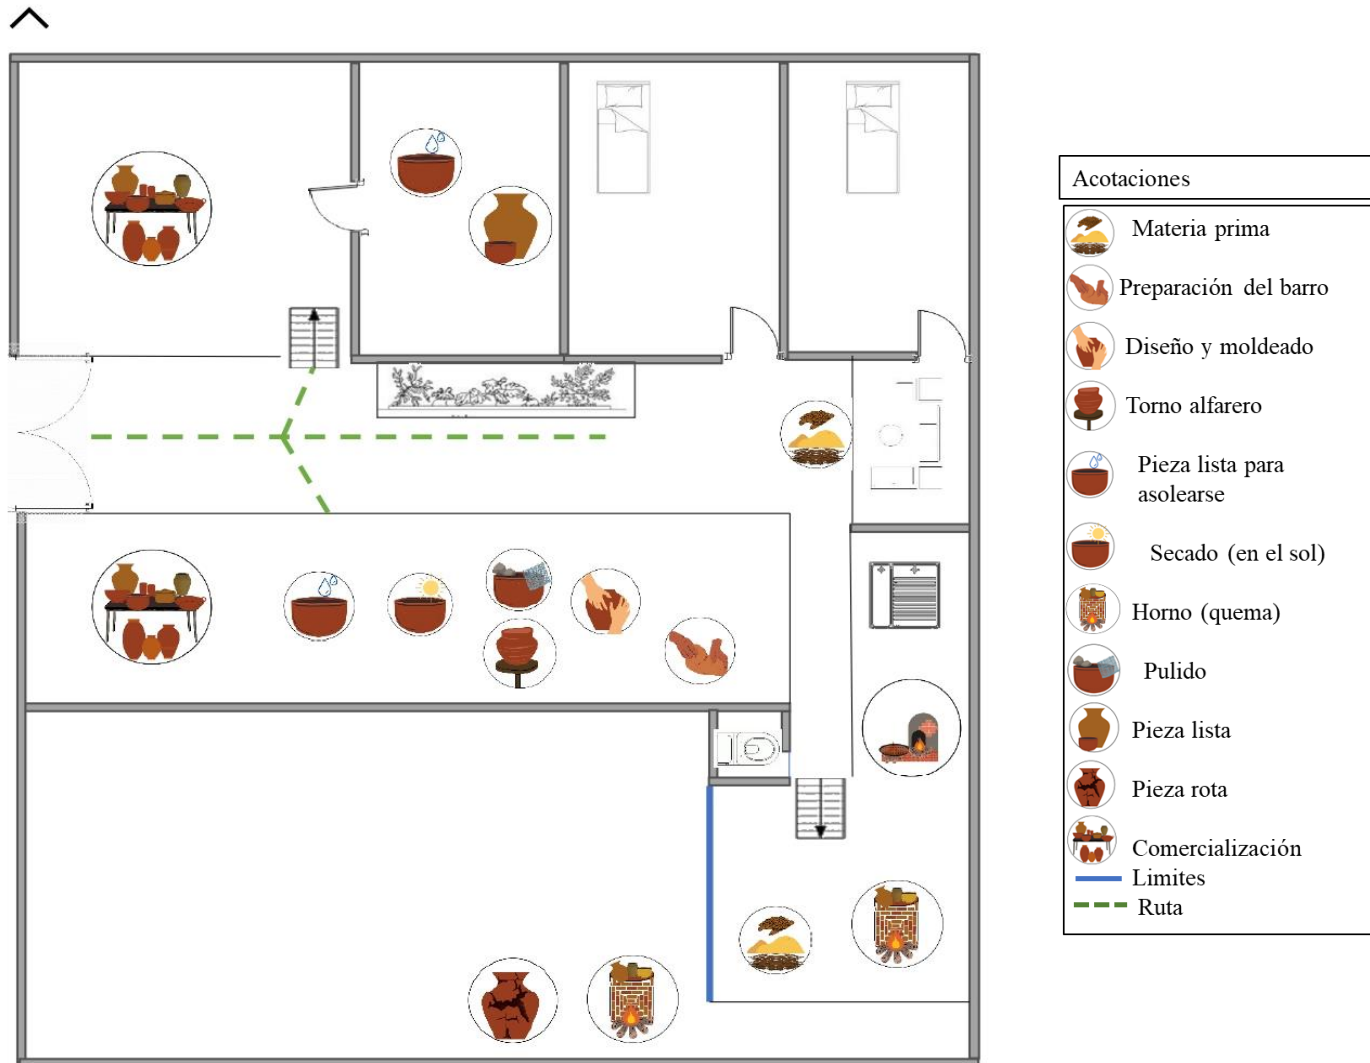 Acotaciones
Materia prima
Preparación del barro
Diseño y moldeado
Torno alfarero
Pieza lista para
asolearse
Secado (en el sol)
Horno (quema)
Pulido
Pieza lista
Pieza rota
Comercialización
Limites
Ruta